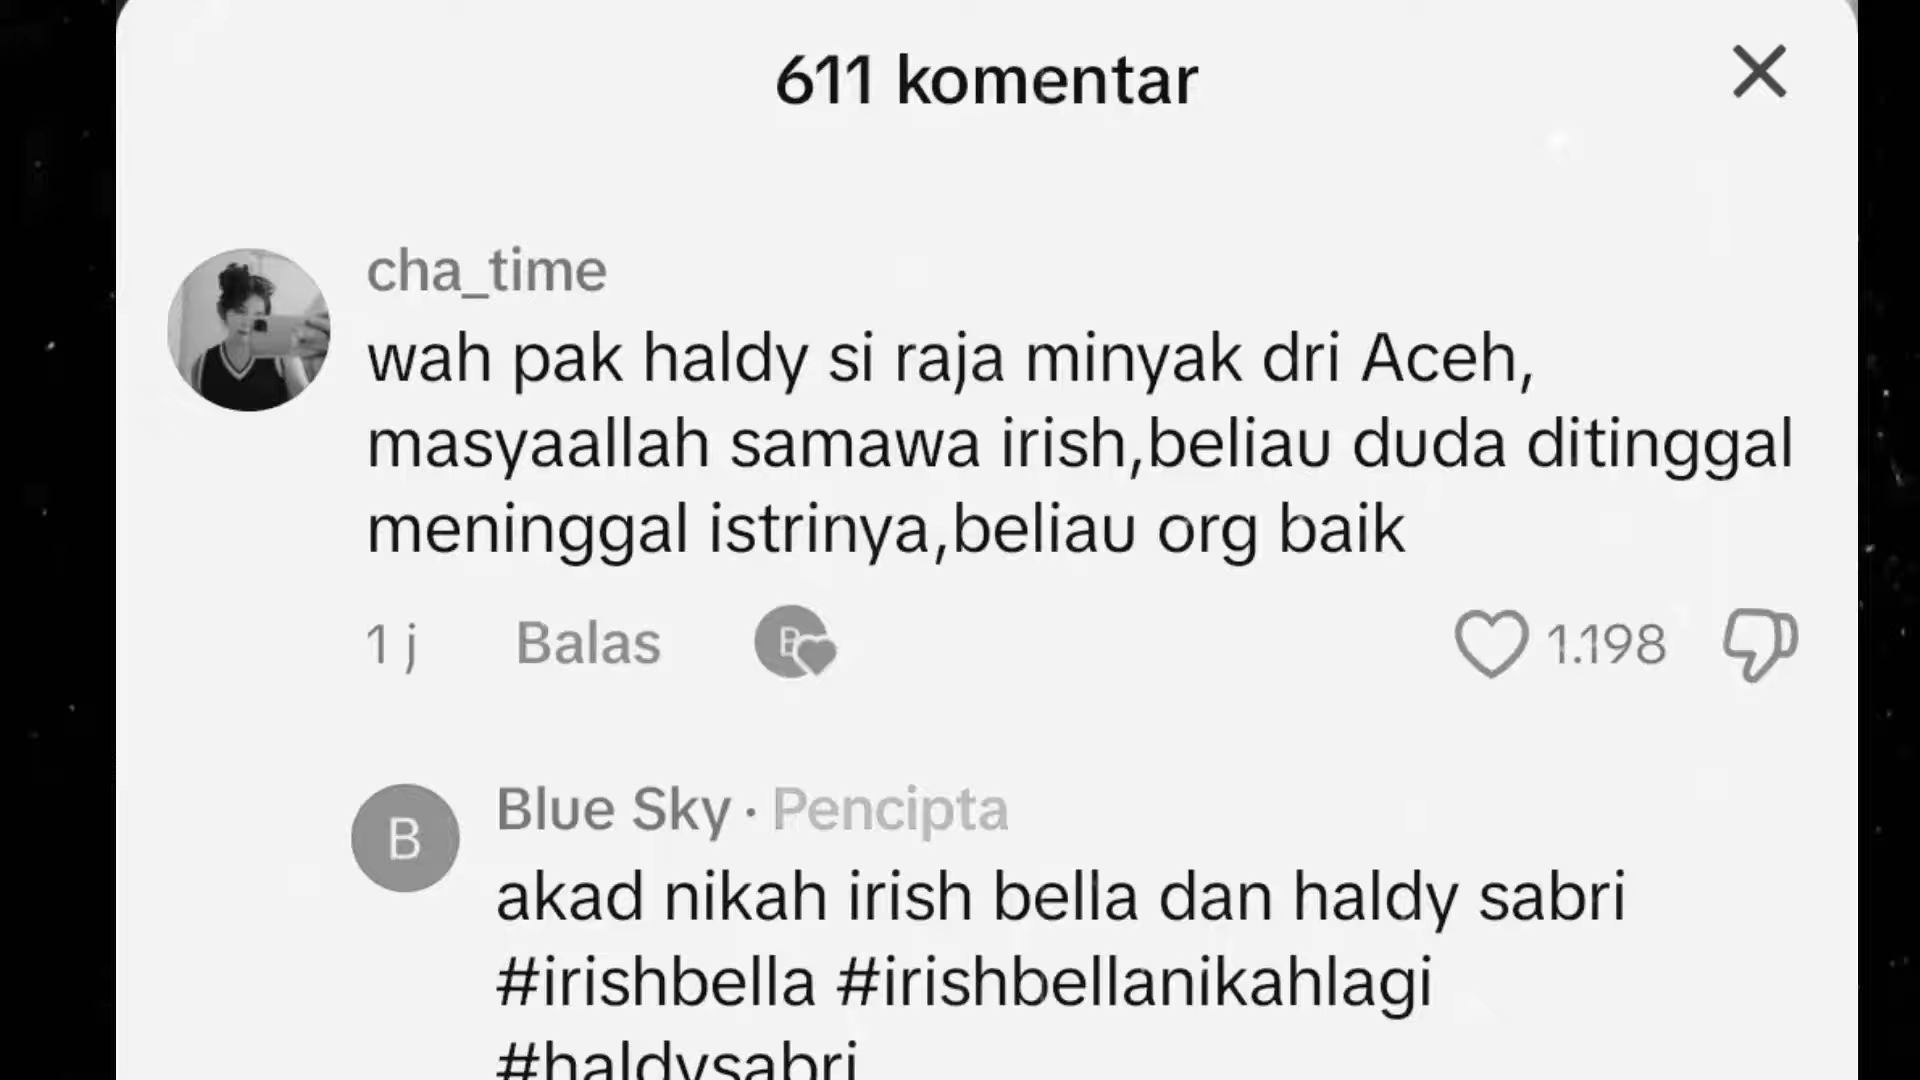 611 komentar
cha_time
wah pak haldy si raja minyak dri Aceh,
masyaallah samawa irish,beliau duda ditinggal
meninggal istrinya,beliau org baik
1 j Balas B 1.198
B Blue Sky · Pencipta
akad nikah irish bella dan haldy sabri
#irishbella #irishbellanikahlagi
#haldysabri